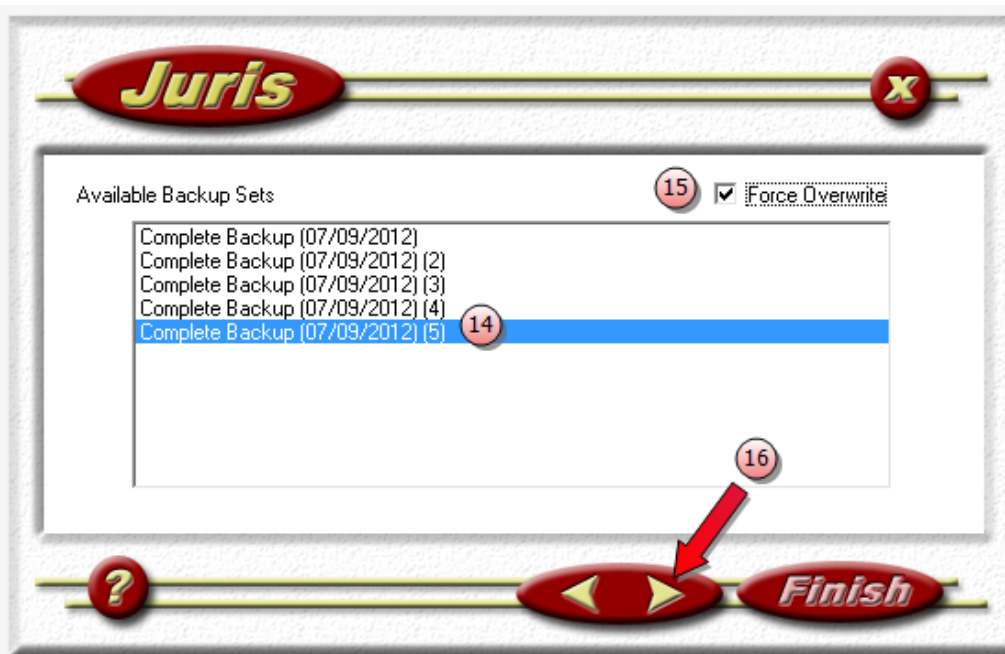 Juris
X
Available Backup Sets
15
Force Overwrite
Complete Backup (07/09/2012)
Complete Backup (07/09/2012) (2)
Complete Backup (07/09/2012) (3)
Complete Backup (07/09/2012) (4)
Complete Backup (07/09/2012) (5)
14
16
?
Finish